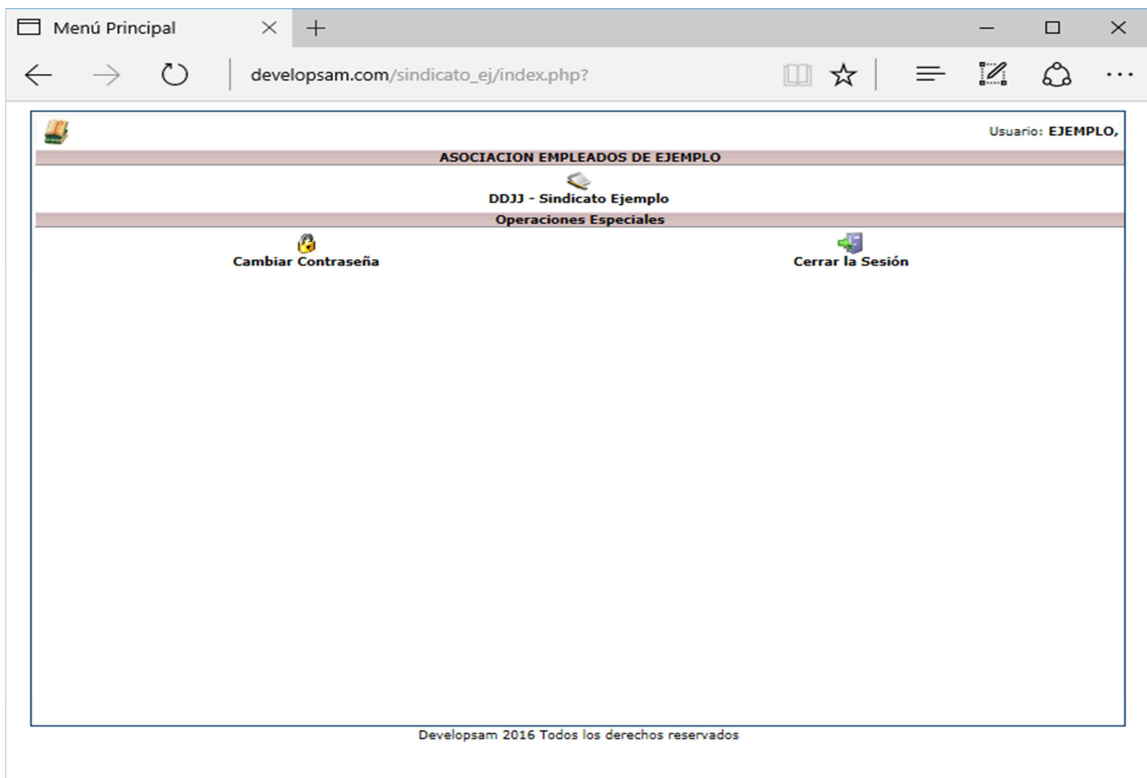 Menú Principal
developsam.com/sindicato_ej/index.php?
Usuario: EJEMPLO,
ASOCIACION EMPLEADOS DE EJEMPLO
DDJJ - Sindicato Ejemplo
Operaciones Especiales
Cambiar Contraseña
Cerrar la Sesión
Developsam 2016 Todos los derechos reservados